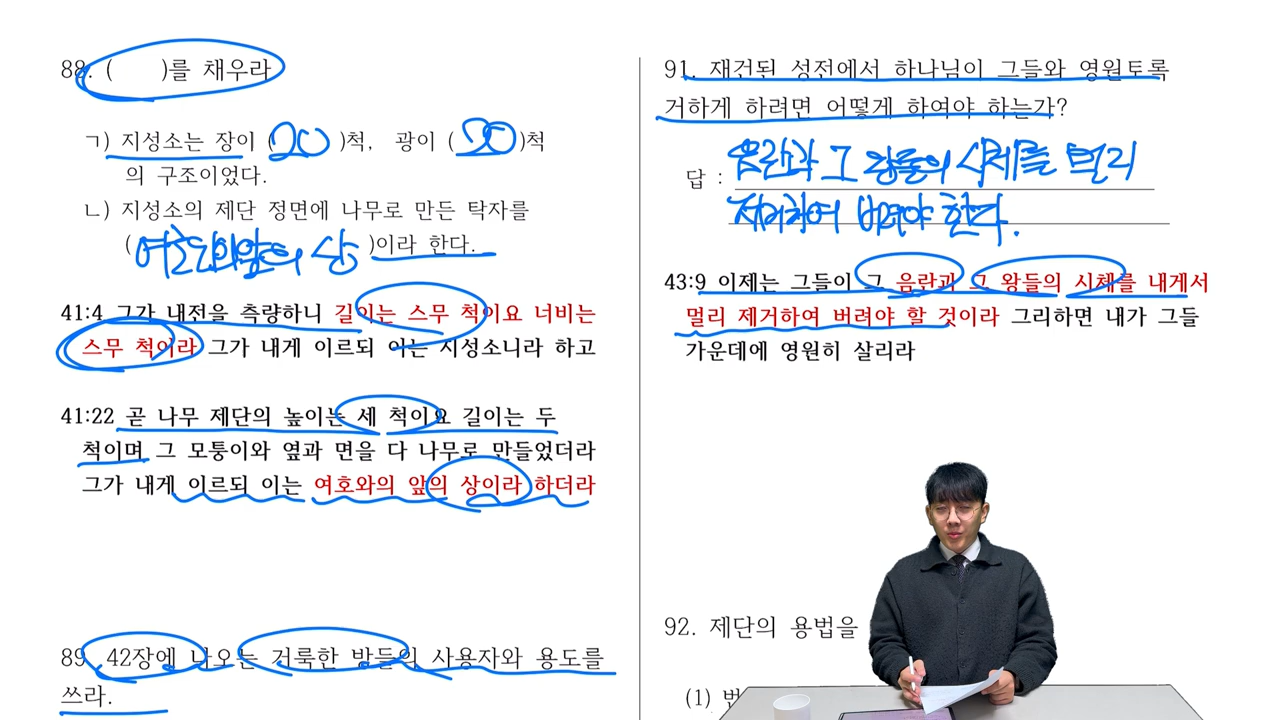 88. (      )를 채우라
ㄱ) 지성소는 장이 ( 20 )척, 광이 ( 20 )척
의 구조이었다.
ㄴ) 지성소의 제단 정면에 나무로 만든 탁자를
( 여호와의 앞의 상 )이라 한다.
41:4 그가 내전을 측량하니 길이는 스무 척이요 너비는
스무 척이라 그가 내게 이르되 이는 지성소니라 하고
41:22 곧 나무 제단의 높이는 세 척이요 길이는 두
척이며 그 모퉁이와 옆과 면을 다 나무로 만들었더라
그가 내게 이르되 이는 여호와의 앞의 상이라 하더라
89. 42장에 나오는 거룩한 방들의 사용자와 용도를
쓰라.
91. 재건된 성전에서 하나님이 그들와 영원토록
거하게 하려면 어떻게 하여야 하는가?
답 : 음란과 그 왕들의 시체를 멀리
제거하여 버려야 한다.
43:9 이제는 그들이 그 음란과 그 왕들의 시체를 내게서
멀리 제거하여 버려야 할 것이라 그리하면 내가 그들
가운데에 영원히 살리라
92. 제단의 용법을
(1) 번